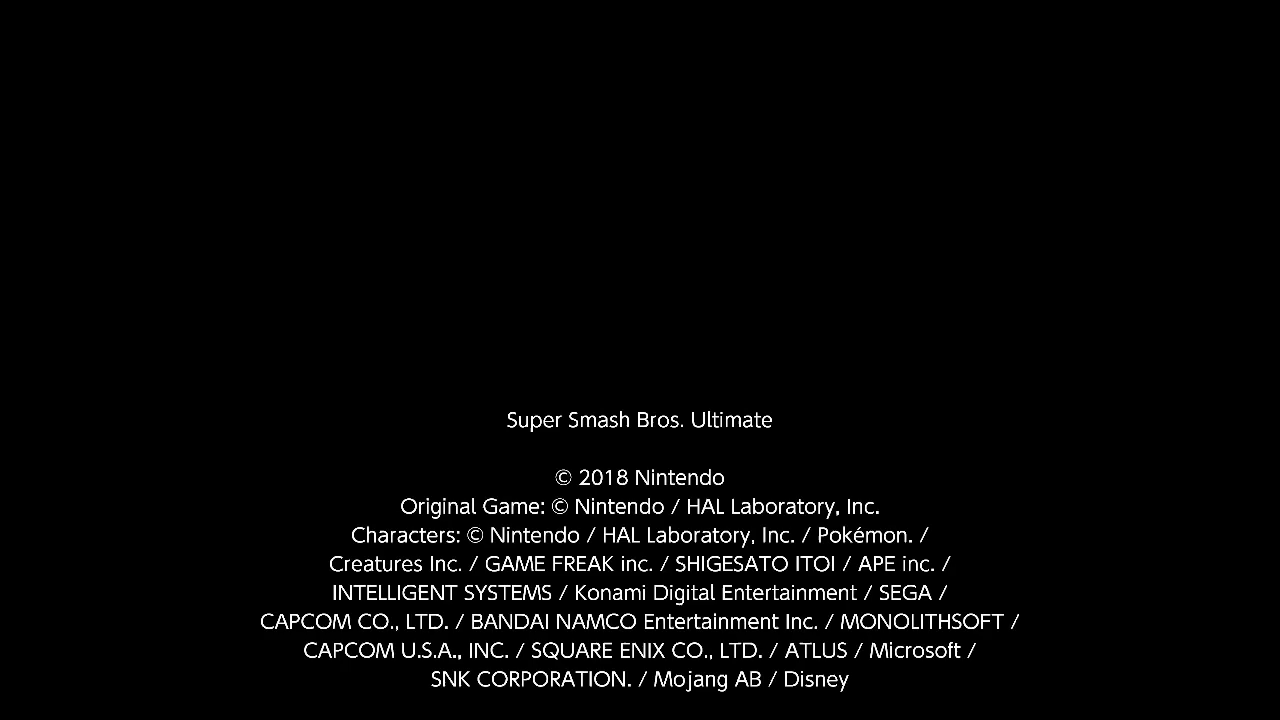 Super Smash Bros. Ultimate
© 2018 Nintendo
Original Game: © Nintendo / HAL Laboratory, Inc.
Characters: © Nintendo / HAL Laboratory, Inc. / Pokémon. /
Creatures Inc. / GAME FREAK inc. / SHIGESATO ITOI / APE inc. /
INTELLIGENT SYSTEMS / Konami Digital Entertainment / SEGA /
CAPCOM CO., LTD. / BANDAI NAMCO Entertainment Inc. / MONOLITHSOFT /
CAPCOM U.S.A., INC. / SQUARE ENIX CO., LTD. / ATLUS / Microsoft /
SNK CORPORATION. / Mojang AB / Disney